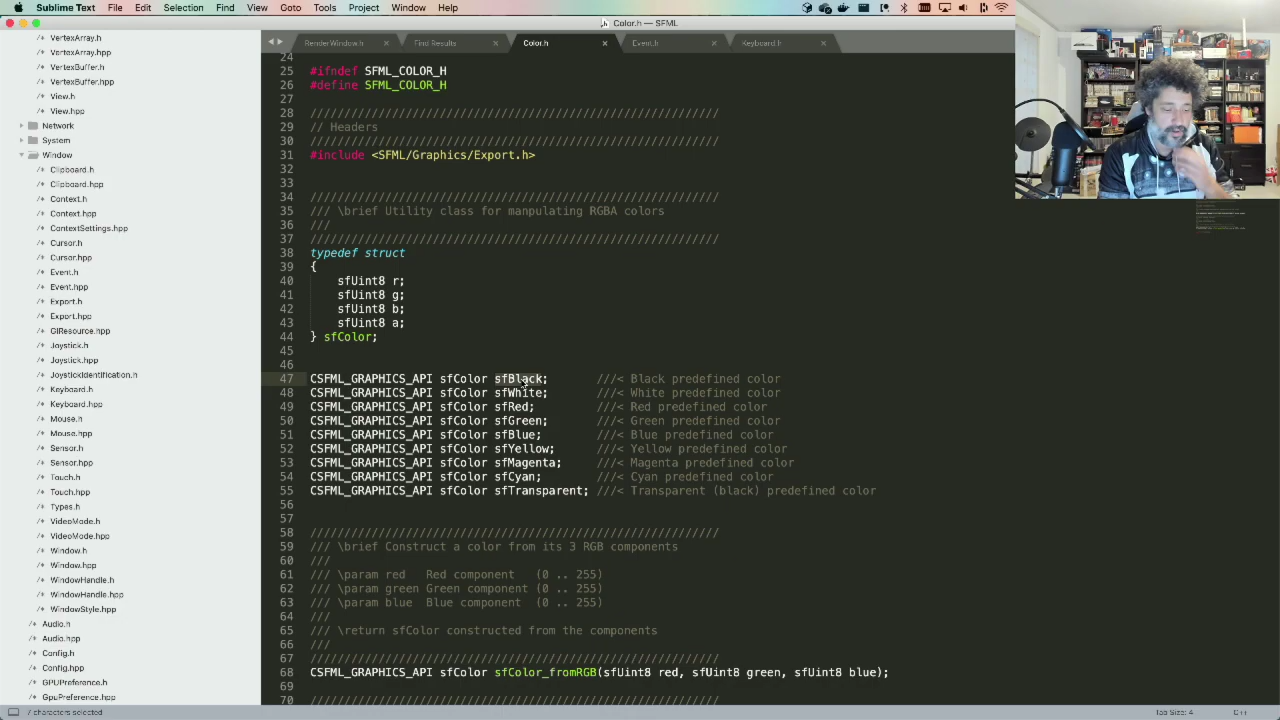 Sublime Text File Edit Selection Find View Goto Tools Project Window Help
Color.h — SFML
VertexArray.h
VertexArray.hpp
VertexBuffer.h
VertexBuffer.hpp
View.h
View.hpp
Network
System
Window
Clipboard.h
Clipboard.hpp
Context.h
Context.hpp
ContextSettings.hpp
Cursor.h
Cursor.hpp
Event.h
Event.hpp
Export.h
Export.hpp
GlResource.hpp
Joystick.h
Joystick.hpp
JoystickIdentification.h
Keyboard.h
Keyboard.hpp
Mouse.h
Mouse.hpp
Sensor.h
Sensor.hpp
Touch.h
Touch.hpp
Types.h
VideoMode.h
VideoMode.hpp
Window.h
Window.hpp
WindowHandle.h
WindowHandle.hpp
WindowStyle.hpp
Audio.h
Audio.hpp
Config.h
Config.hpp
GPUPreference.h
GpuPreference.hpp
RenderWindow.h Find Results Color.h Event.h Keyboard.h
24
25 #ifndef SFML_COLOR_H
26 #define SFML_COLOR_H
27
28 ////////////////////////////////////////////////////////////
29 // Headers
30 ////////////////////////////////////////////////////////////
31 #include <SFML/Graphics/Export.h>
32
33
34 ////////////////////////////////////////////////////////////
35 /// \brief Utility class for manpulating RGBA colors
36 ///
37 ////////////////////////////////////////////////////////////
38 typedef struct
39 {
40 sfUint8 r;
41 sfUint8 g;
42 sfUint8 b;
43 sfUint8 a;
44 } sfColor;
45
46
47 CSFML_GRAPHICS_API sfColor sfBlack; ///< Black predefined color
48 CSFML_GRAPHICS_API sfColor sfWhite; ///< White predefined color
49 CSFML_GRAPHICS_API sfColor sfRed; ///< Red predefined color
50 CSFML_GRAPHICS_API sfColor sfGreen; ///< Green predefined color
51 CSFML_GRAPHICS_API sfColor sfBlue; ///< Blue predefined color
52 CSFML_GRAPHICS_API sfColor sfYellow; ///< Yellow predefined color
53 CSFML_GRAPHICS_API sfColor sfMagenta; ///< Magenta predefined color
54 CSFML_GRAPHICS_API sfColor sfCyan; ///< Cyan predefined color
55 CSFML_GRAPHICS_API sfColor sfTransparent; ///< Transparent (black) predefined color
56
57
58 ////////////////////////////////////////////////////////////
59 /// \brief Construct a color from its 3 RGB components
60 ///
61 /// \param red Red component (0 .. 255)
62 /// \param green Green component (0 .. 255)
63 /// \param blue Blue component (0 .. 255)
64 ///
65 /// \return sfColor constructed from the components
66 ///
67 ////////////////////////////////////////////////////////////
68 CSFML_GRAPHICS_API sfColor sfColor_fromRGB(sfUint8 red, sfUint8 green, sfUint8 blue);
69
70 ////////////////////////////////////////////////////////////
7 characters selected Tab Size: 4 C++